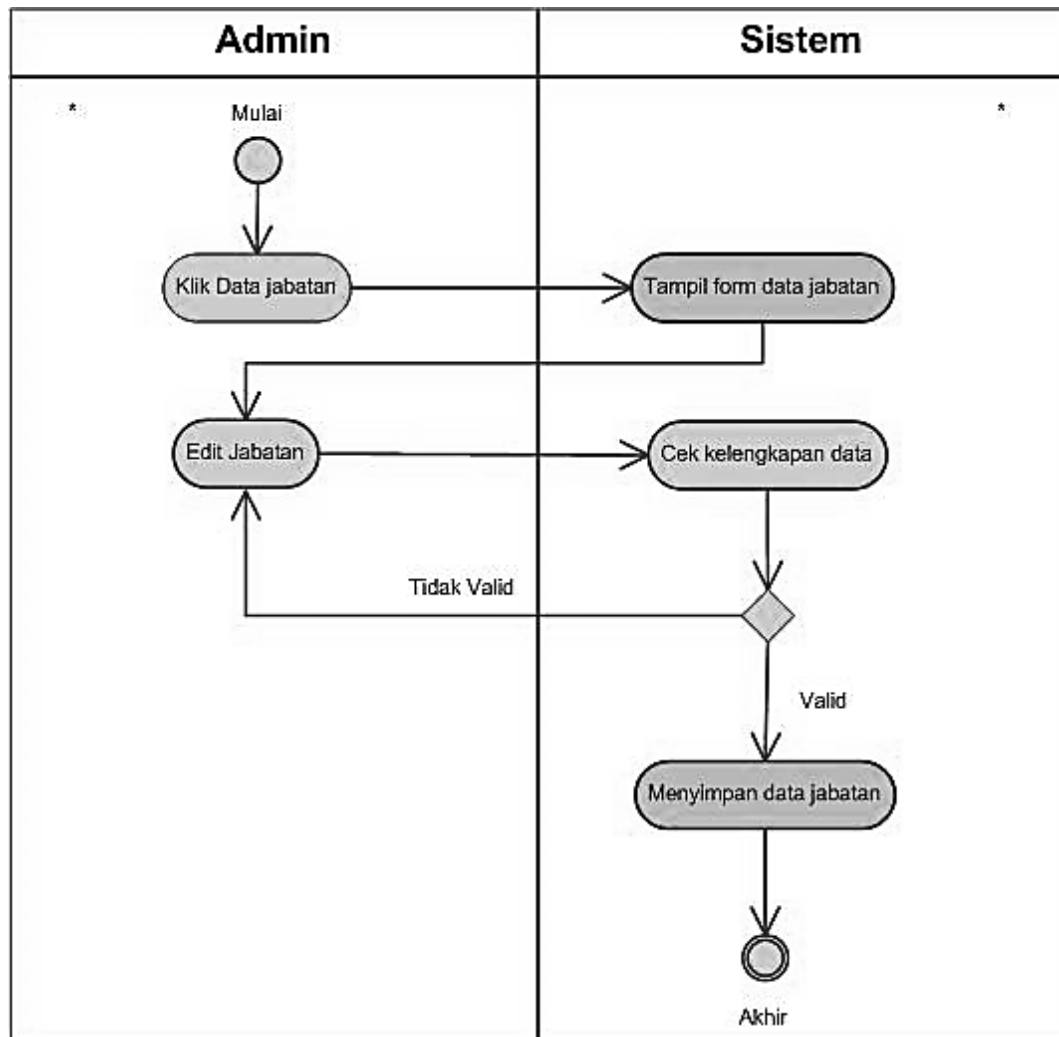 Admin
Sistem
*
*
Mulai
Klik Data jabatan
Tampil form data jabatan
Edit Jabatan
Cek kelengkapan data
Tidak Valid
Valid
Menyimpan data jabatan
Akhir